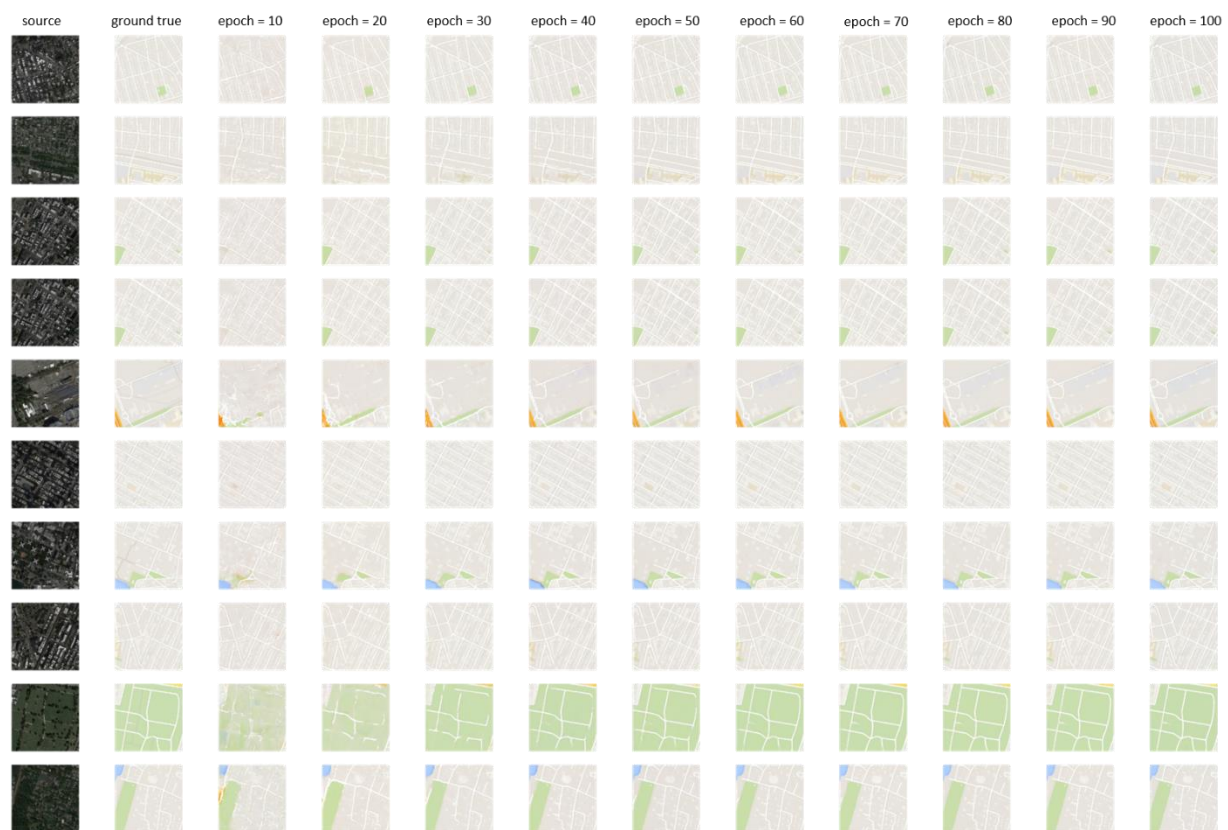 source ground true epoch = 10 epoch = 20 epoch = 30 epoch = 40 epoch = 50 epoch = 60 epoch = 70 epoch = 80 epoch = 90 epoch = 100